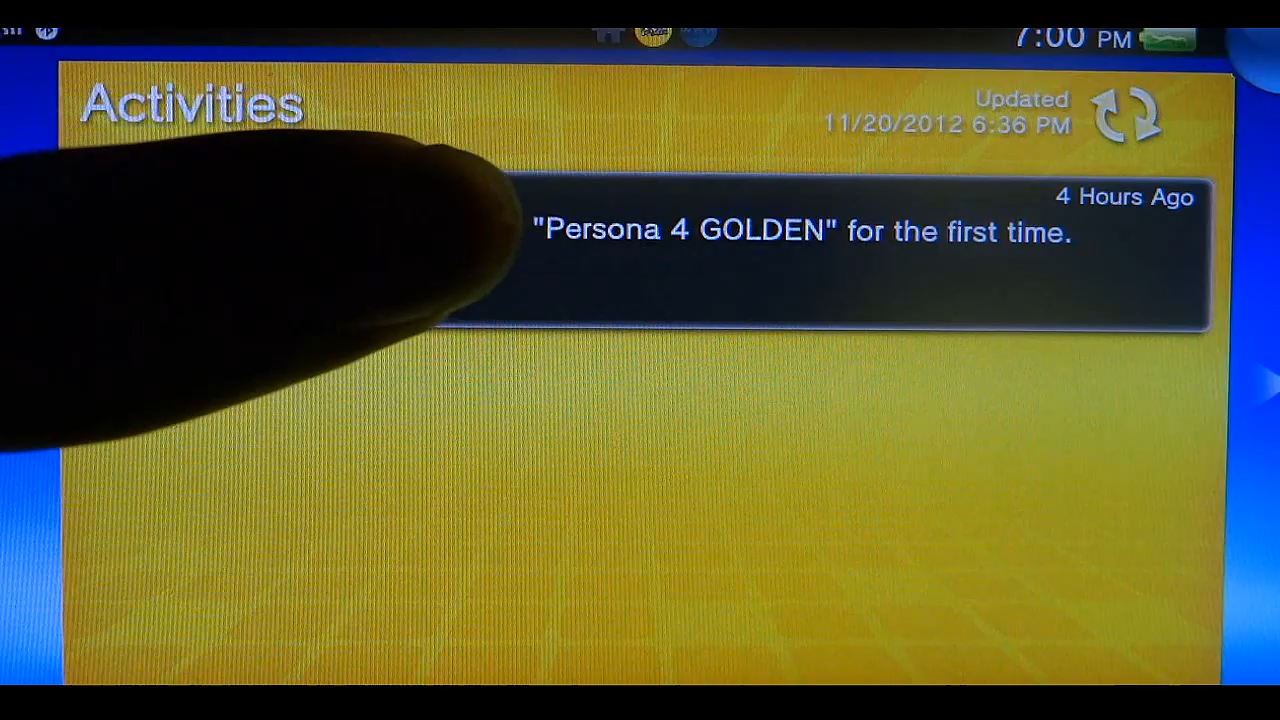 7:00 PM
Activities
Updated
11/20/2012 6:36 PM
4 Hours Ago
"Persona 4 GOLDEN" for the first time.